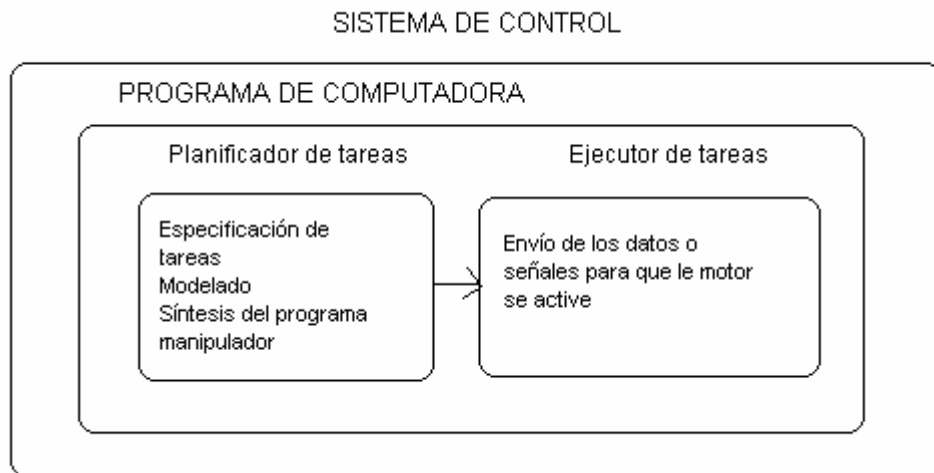 SISTEMA DE CONTROL
PROGRAMA DE COMPUTADORA
Planificador de tareas
Especificación de
tareas
Modelado
Síntesis del programa
manipulador
Ejecutor de tareas
Envío de los datos o
señales para que le motor
se active